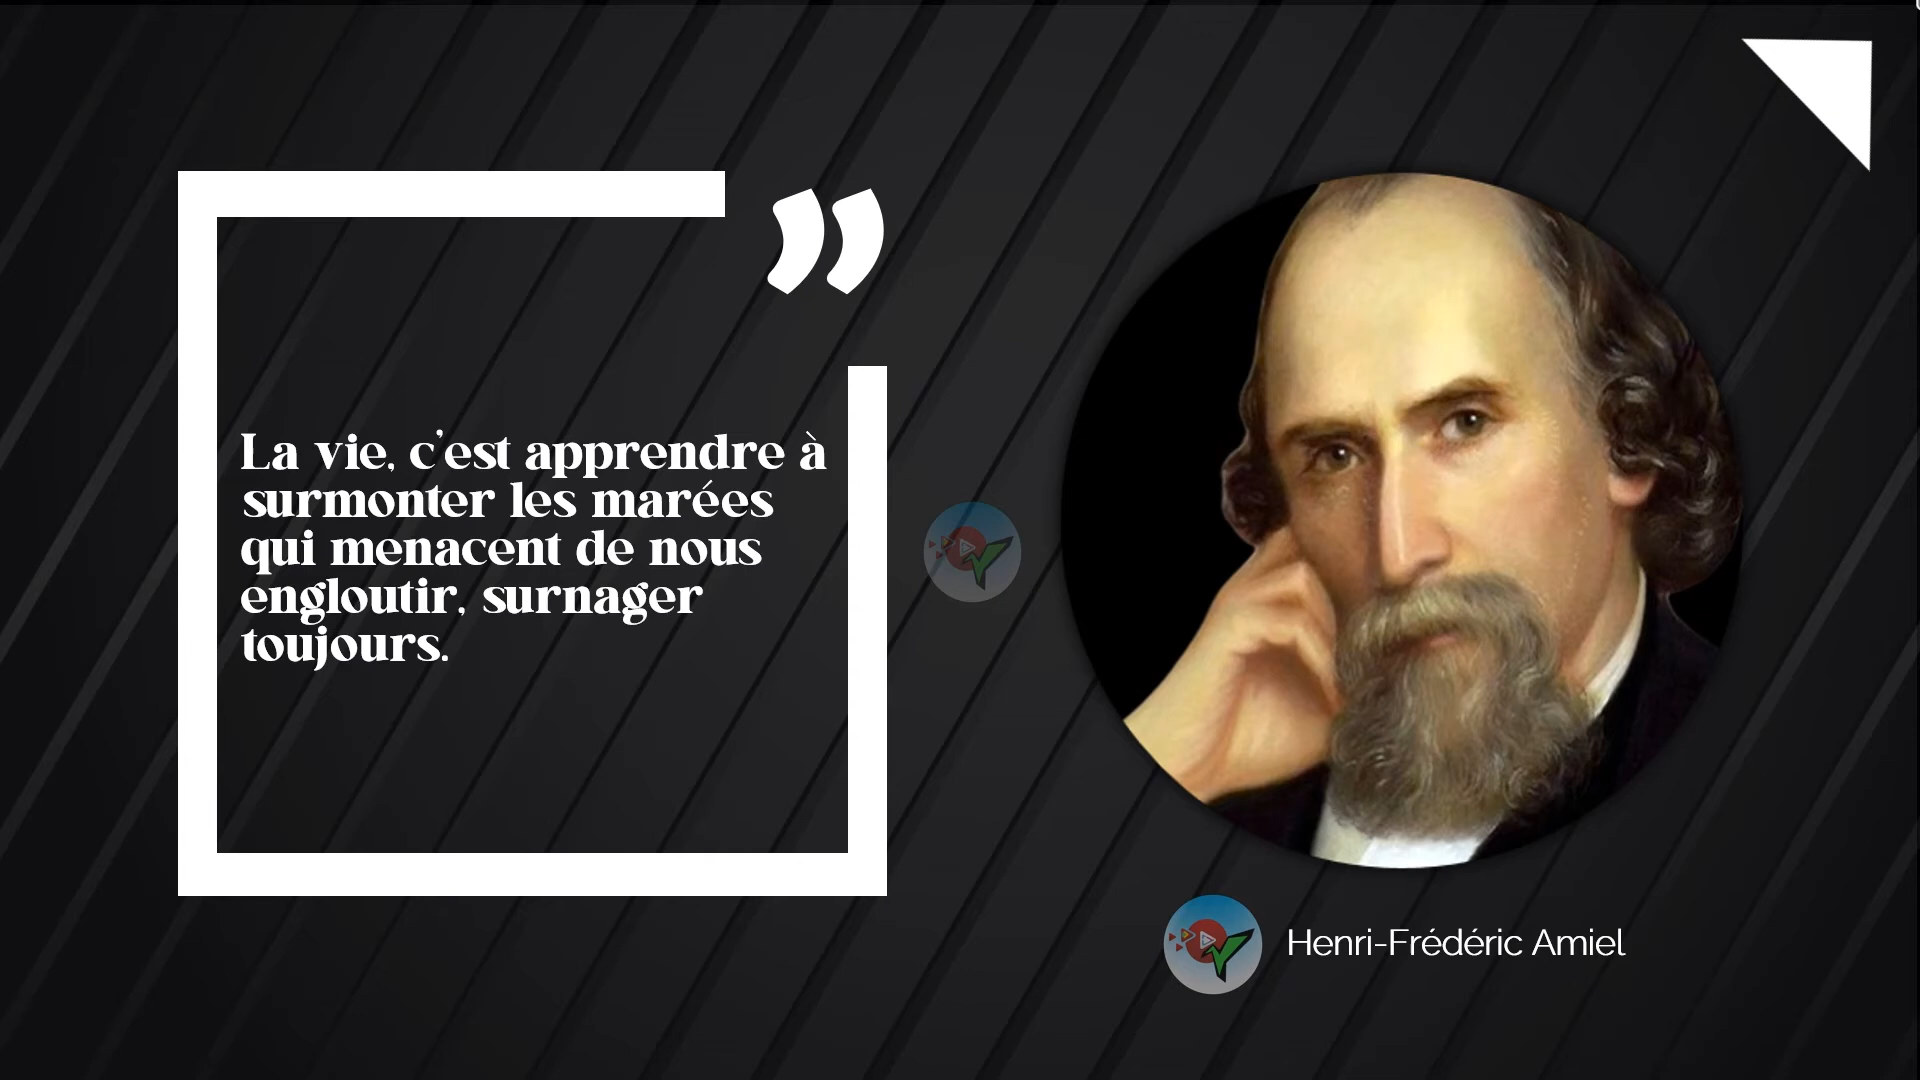 ”
La vie, c'est apprendre à
surmonter les marées
qui menacent de nous
engloutir, surnager
toujours.
Henri-Frédéric Amiel